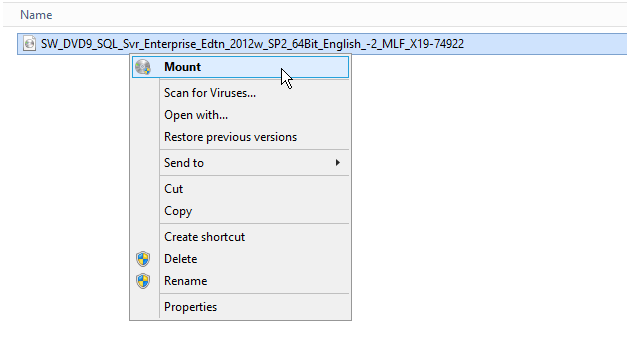 Name
SW_DVD9_SQL_Svr_Enterprise_Edtn_2012w_SP2_64Bit_English_-2_MLF_X19-74922
Mount
Scan for Viruses...
Open with...
Restore previous versions
Send to
Cut
Copy
Create shortcut
Delete
Rename
Properties